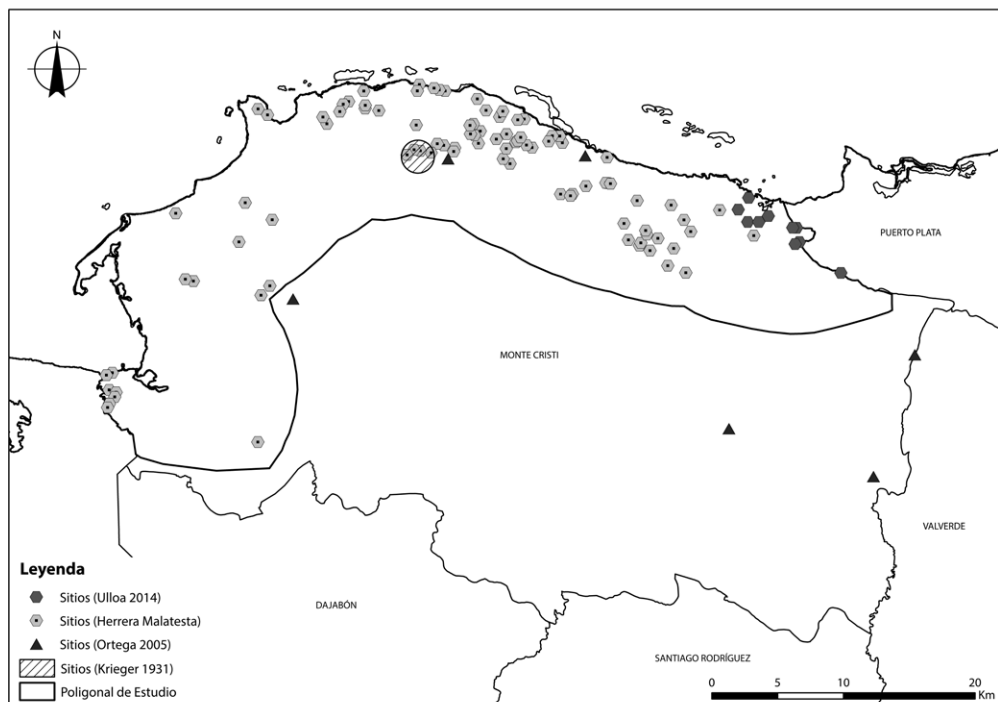 N
PUERTO PLATA
MONTE CRISTI
VALVERDE
DAJABÓN
SANTIAGO RODRÍGUEZ
Leyenda
Sitios (Ulloa 2014)
Sitios (Herrera Malatesta)
Sitios (Ortega 2005)
Sitios (Krieger 1931)
Poligonal de Estudio
0 5 10 20
Km